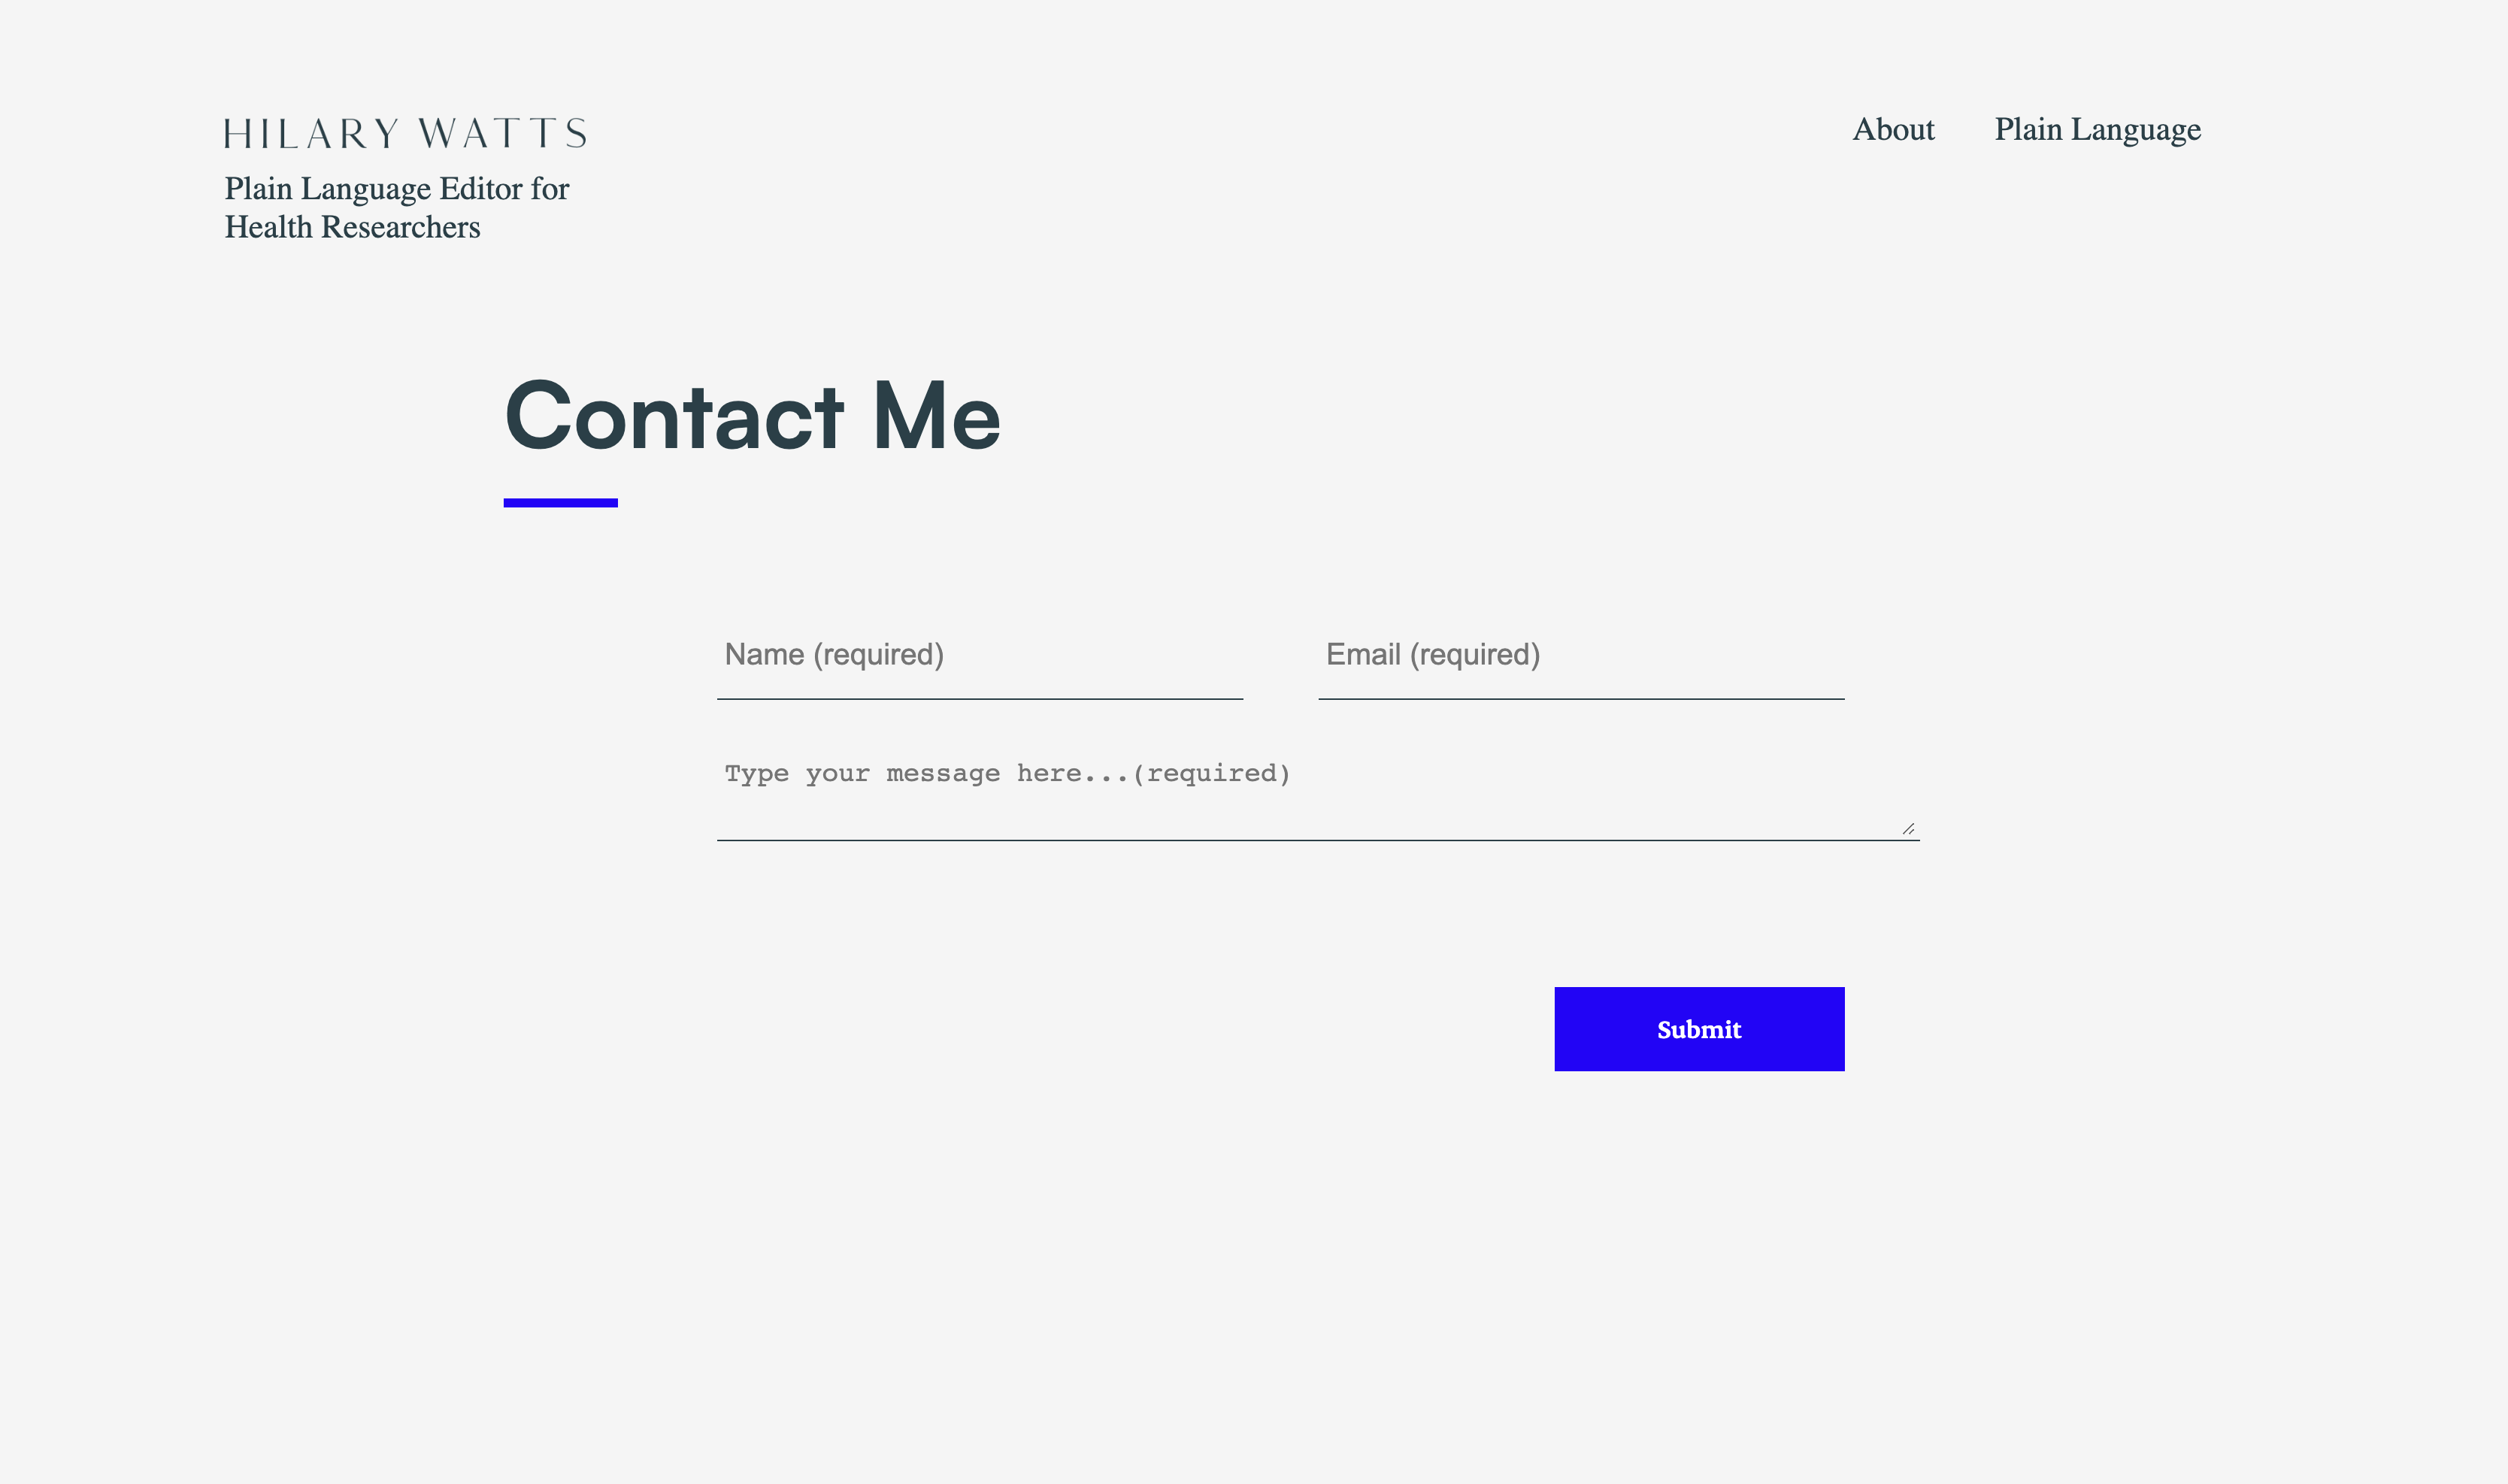 HILARY WATTS
Plain Language Editor for
Health Researchers
About
Plain Language
Contact Me
Name (required)
Email (required)
Type your message here...(required)
Submit